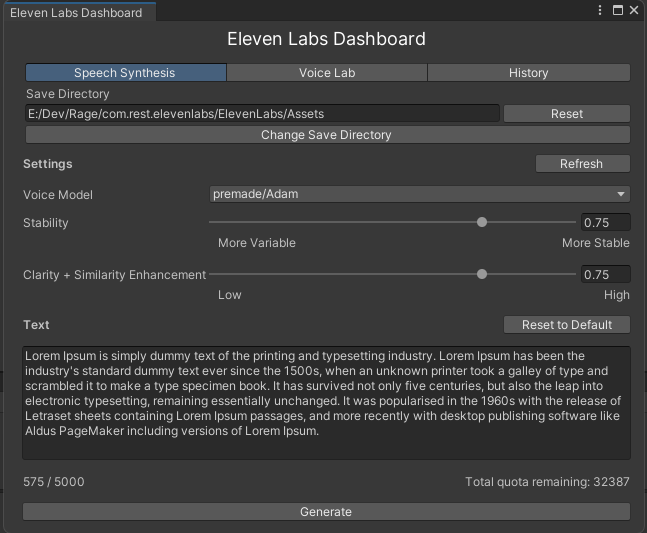 Eleven Labs Dashboard
Eleven Labs Dashboard
Speech Synthesis Voice Lab History
Save Directory
E:/Dev/Rage/com.rest.elevenlabs/ElevenLabs/Assets Reset
Change Save Directory
Settings Refresh
Voice Model premade/Adam
Stability 0.75
More Variable More Stable
Clarity + Similarity Enhancement 0.75
Low High
Text Reset to Default
Lorem Ipsum is simply dummy text of the printing and typesetting industry. Lorem Ipsum has been the
industry's standard dummy text ever since the 1500s, when an unknown printer took a galley of type and
scrambled it to make a type specimen book. It has survived not only five centuries, but also the leap into
electronic typesetting, remaining essentially unchanged. It was popularised in the 1960s with the release of
Letraset sheets containing Lorem Ipsum passages, and more recently with desktop publishing software like
Aldus PageMaker including versions of Lorem Ipsum.
575 / 5000 Total quota remaining: 32387
Generate